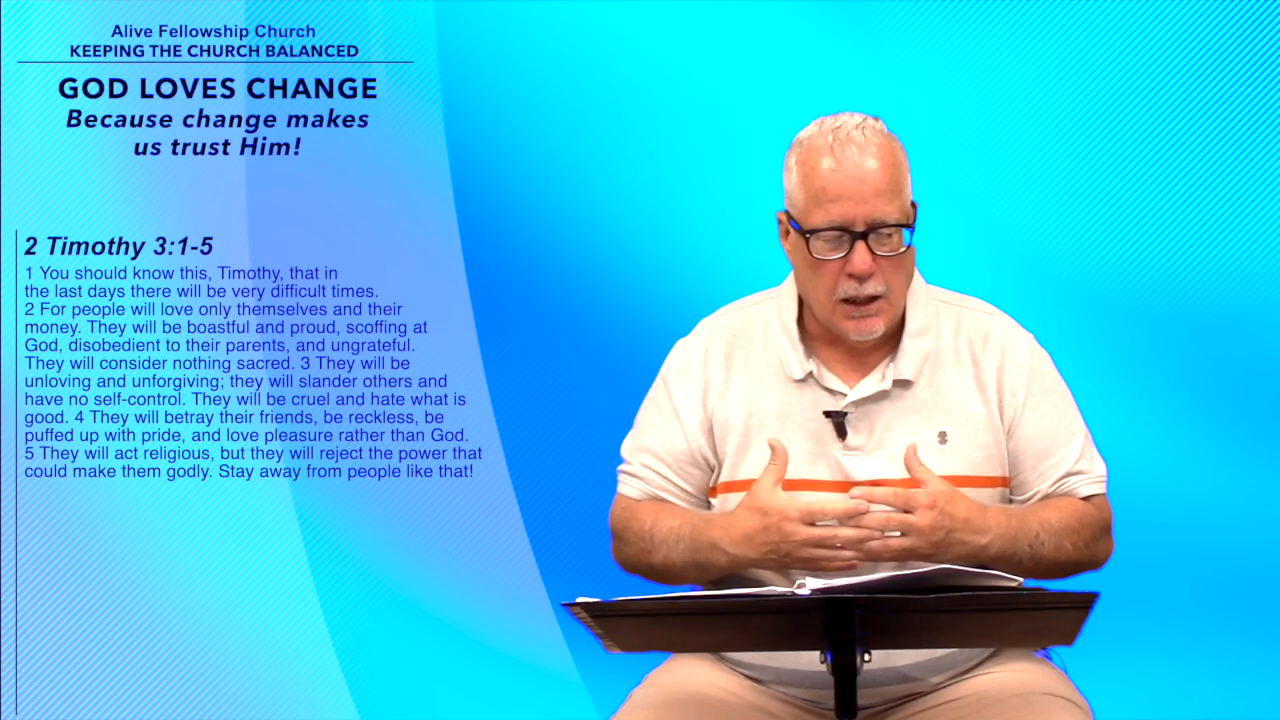 Alive Fellowship Church
KEEPING THE CHURCH BALANCED
GOD LOVES CHANGE
Because change makes
us trust Him!
2 Timothy 3:1-5
1 You should know this, Timothy, that in
the last days there will be very difficult times.
2 For people will love only themselves and their
money. They will be boastful and proud, scoffing at
God, disobedient to their parents, and ungrateful.
They will consider nothing sacred. 3 They will be
unloving and unforgiving; they will slander others and
have no self-control. They will be cruel and hate what is
good. 4 They will betray their friends, be reckless, be
puffed up with pride, and love pleasure rather than God.
5 They will act religious, but they will reject the power that
could make them godly. Stay away from people like that!